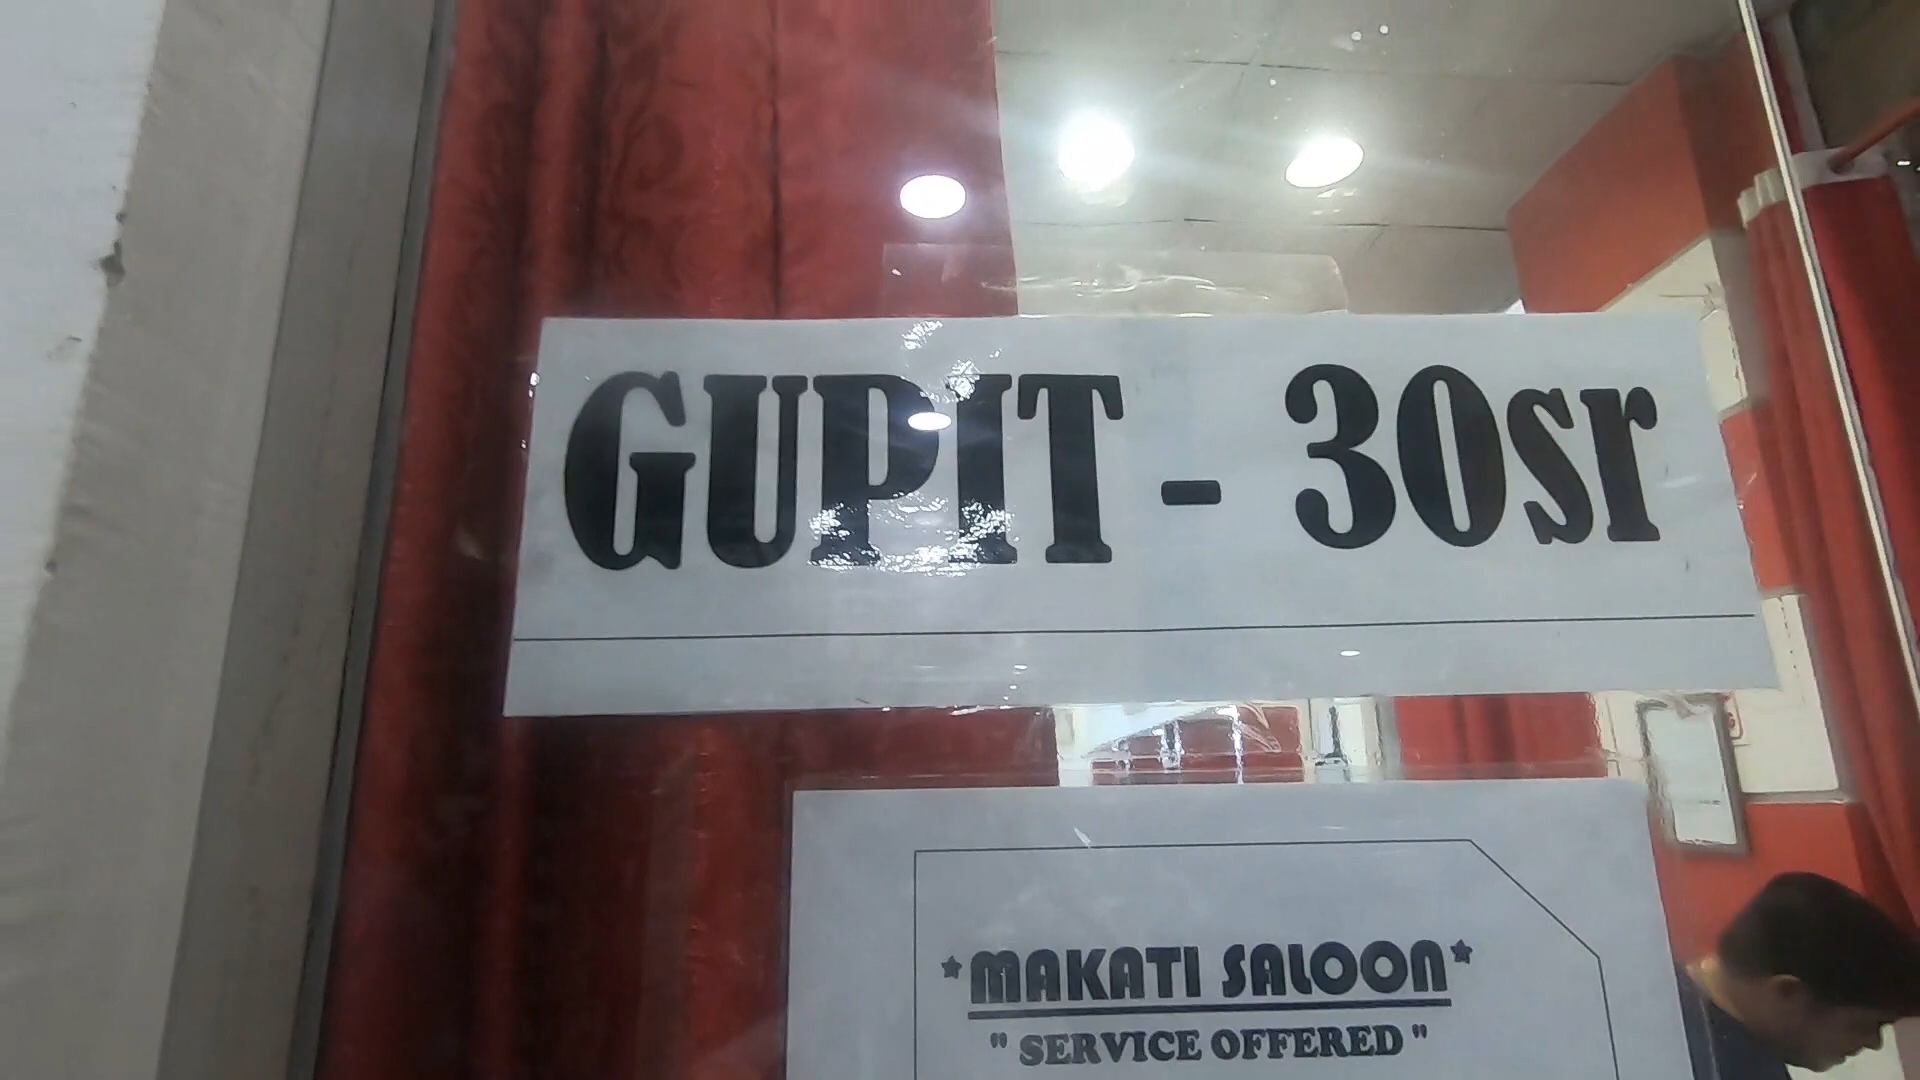 GUPIT - 30sr
*MAKATI SALOON*
" SERVICE OFFERED "